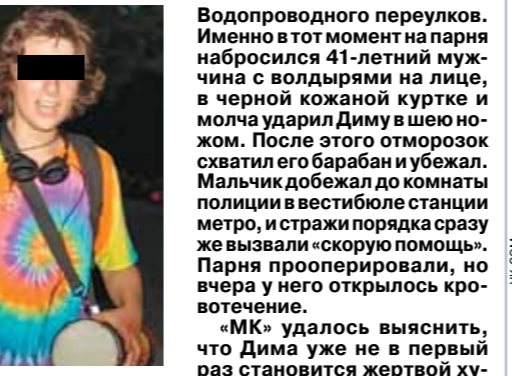 Водопроводного переулков.
Именно в тот момент на парня
набросился 41-летний муж-
чина с волдырями на лице,
в черной кожаной куртке и
молча ударил Диму в шею но-
жом. После этого отморозок
схватил его барабан и убежал.
Мальчик добежал до комнаты
полиции в вестибюле станции
метро, и стражи порядка сразу
же вызвали «скорую помощь».
Парня прооперировали, но
вчера у него открылось кро-
вотечение.
«МК» удалось выяснить,
что Дима уже не в первый
раз становится жертвой ху-